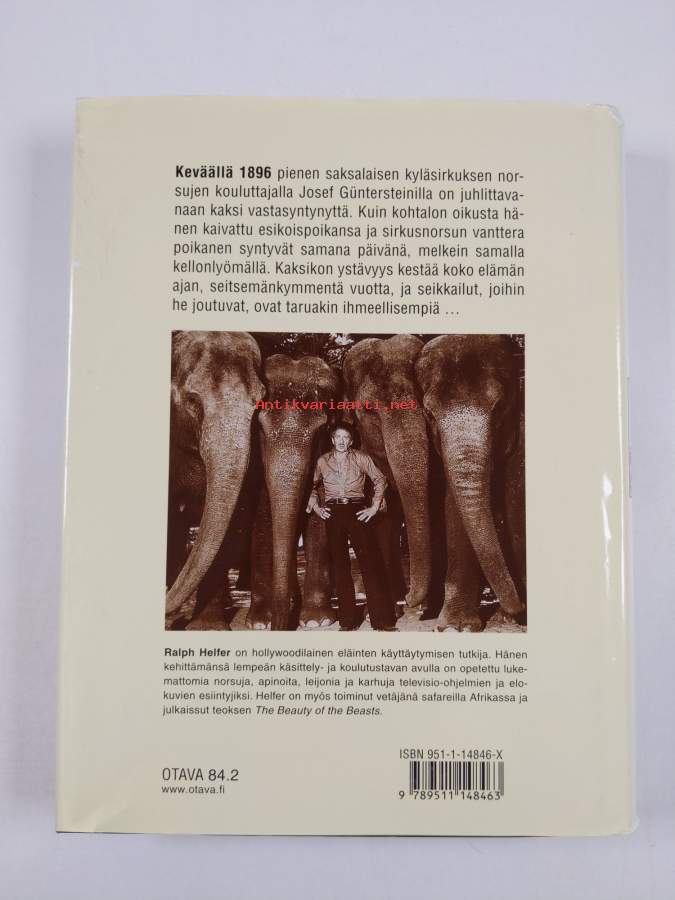 Keväällä 1896 pienen saksalaisen kyläsirkuksen nor-
sujen kouluttajalla Josef Güntersteinilla on juhlittava-
naan kaksi vastasyntynyttä. Kuin kohtalon oikusta hä-
nen kaivattu esikoispoikansa ja sirkusnorsun vanttera
poikanen syntyvät samana päivänä, melkein samalla
kellonlyömällä. Kaksikon ystävyys kestää koko elämän
ajan, seitsemänkymmentä vuotta, ja seikkailut, joihin
he joutuvat, ovat taruakin ihmeellisempiä ...
Antikvariaatti.net
Ralph Helfer on hollywoodilainen eläinten käyttäytymisen tutkija. Hänen
kehittämänsä lempeän käsittely- ja koulutustavan avulla on opetettu luke-
mattomia norsuja, apinoita, leijonia ja karhuja televisio-ohjelmien ja elo-
kuvien esiintyjiksi. Helfer on myös toiminut vetäjänä safareilla Afrikassa ja
julkaissut teoksen The Beauty of the Beasts.
ISBN 951-1-14846-X
OTAVA 84.2
www.otava.fi
9 789511 148463